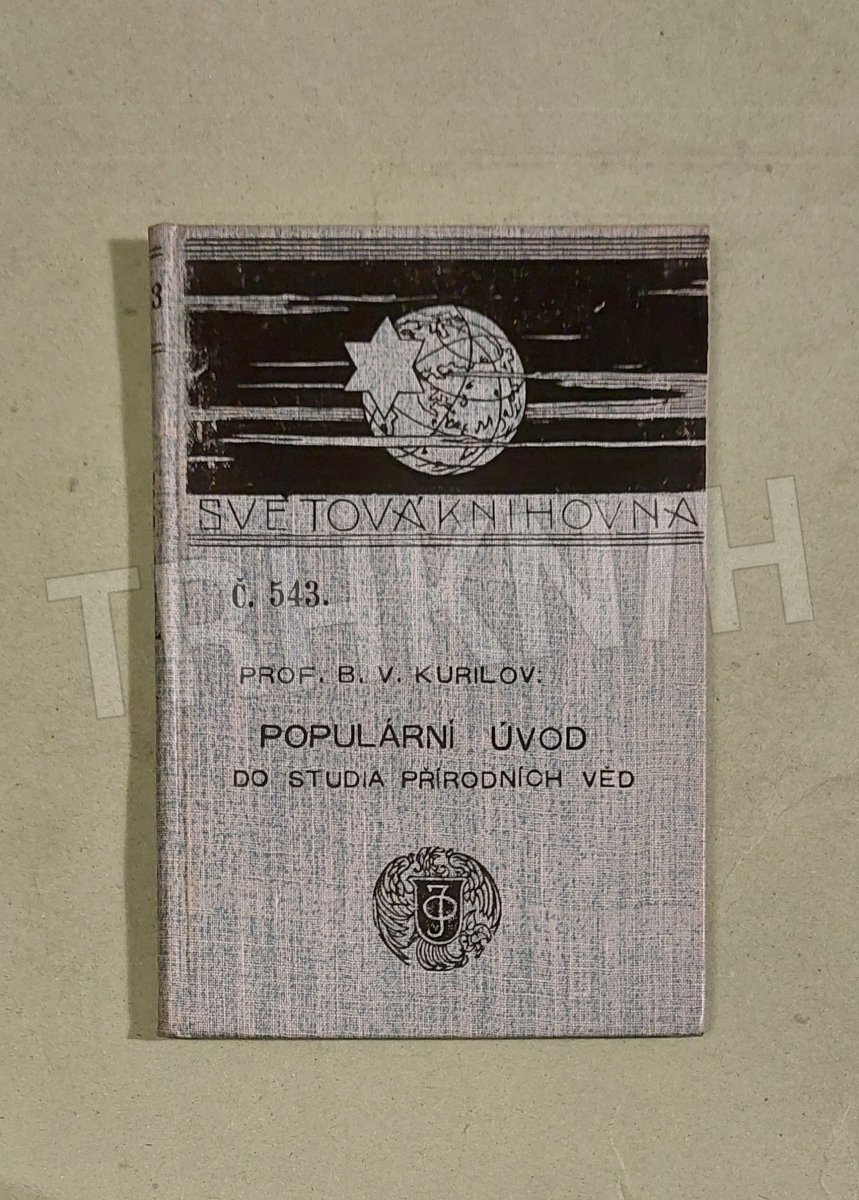 SVĚTOVÁ KNIHOVNA
Č. 543.
PROF. B. V. KURILOV:
POPULÁRNÍ ÚVOD
DO STUDIA PŘÍRODNÍCH VĚD